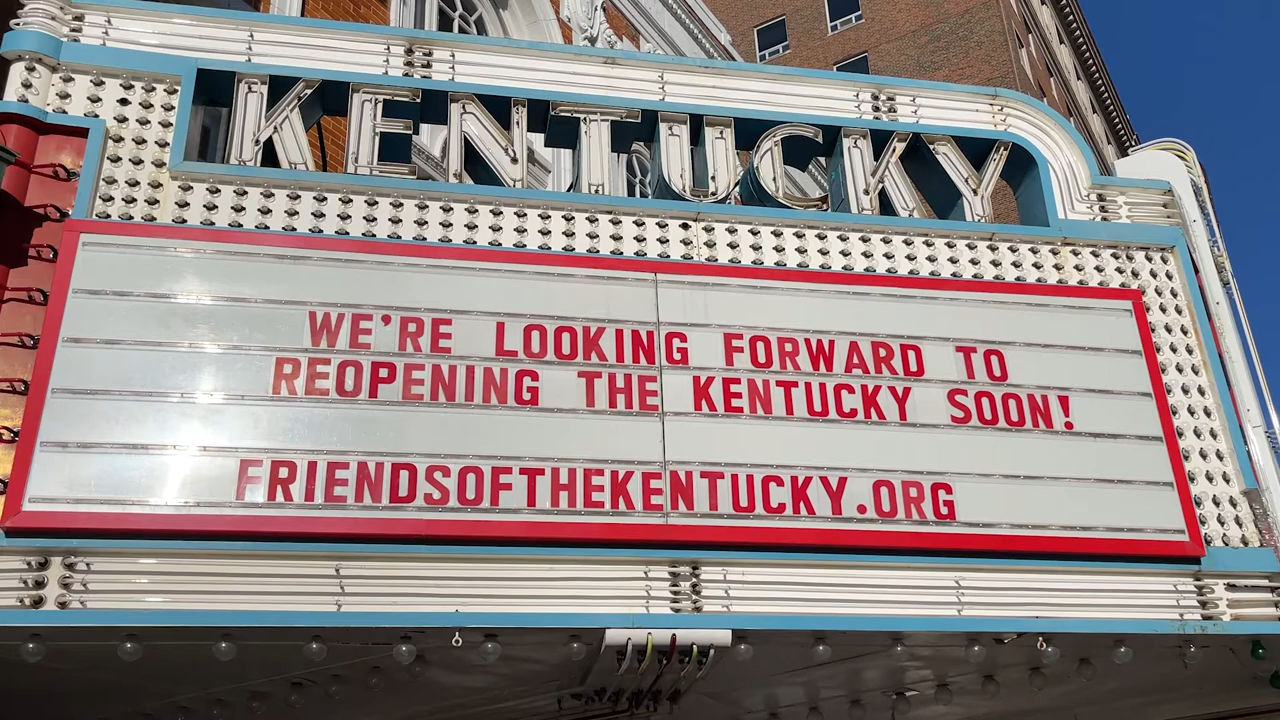 KENTUCKY
WE'RE LOOKING FORWARD TO
REOPENING THE KENTUCKY SOON!
FRIENDSOFTHEKENTUCKY.ORG